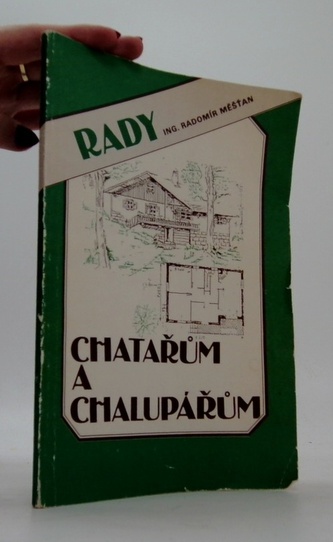 RADY
ING. RADOMÍR MĚŠŤAN
CHATAŘŮM
A
CHALUPÁŘŮM